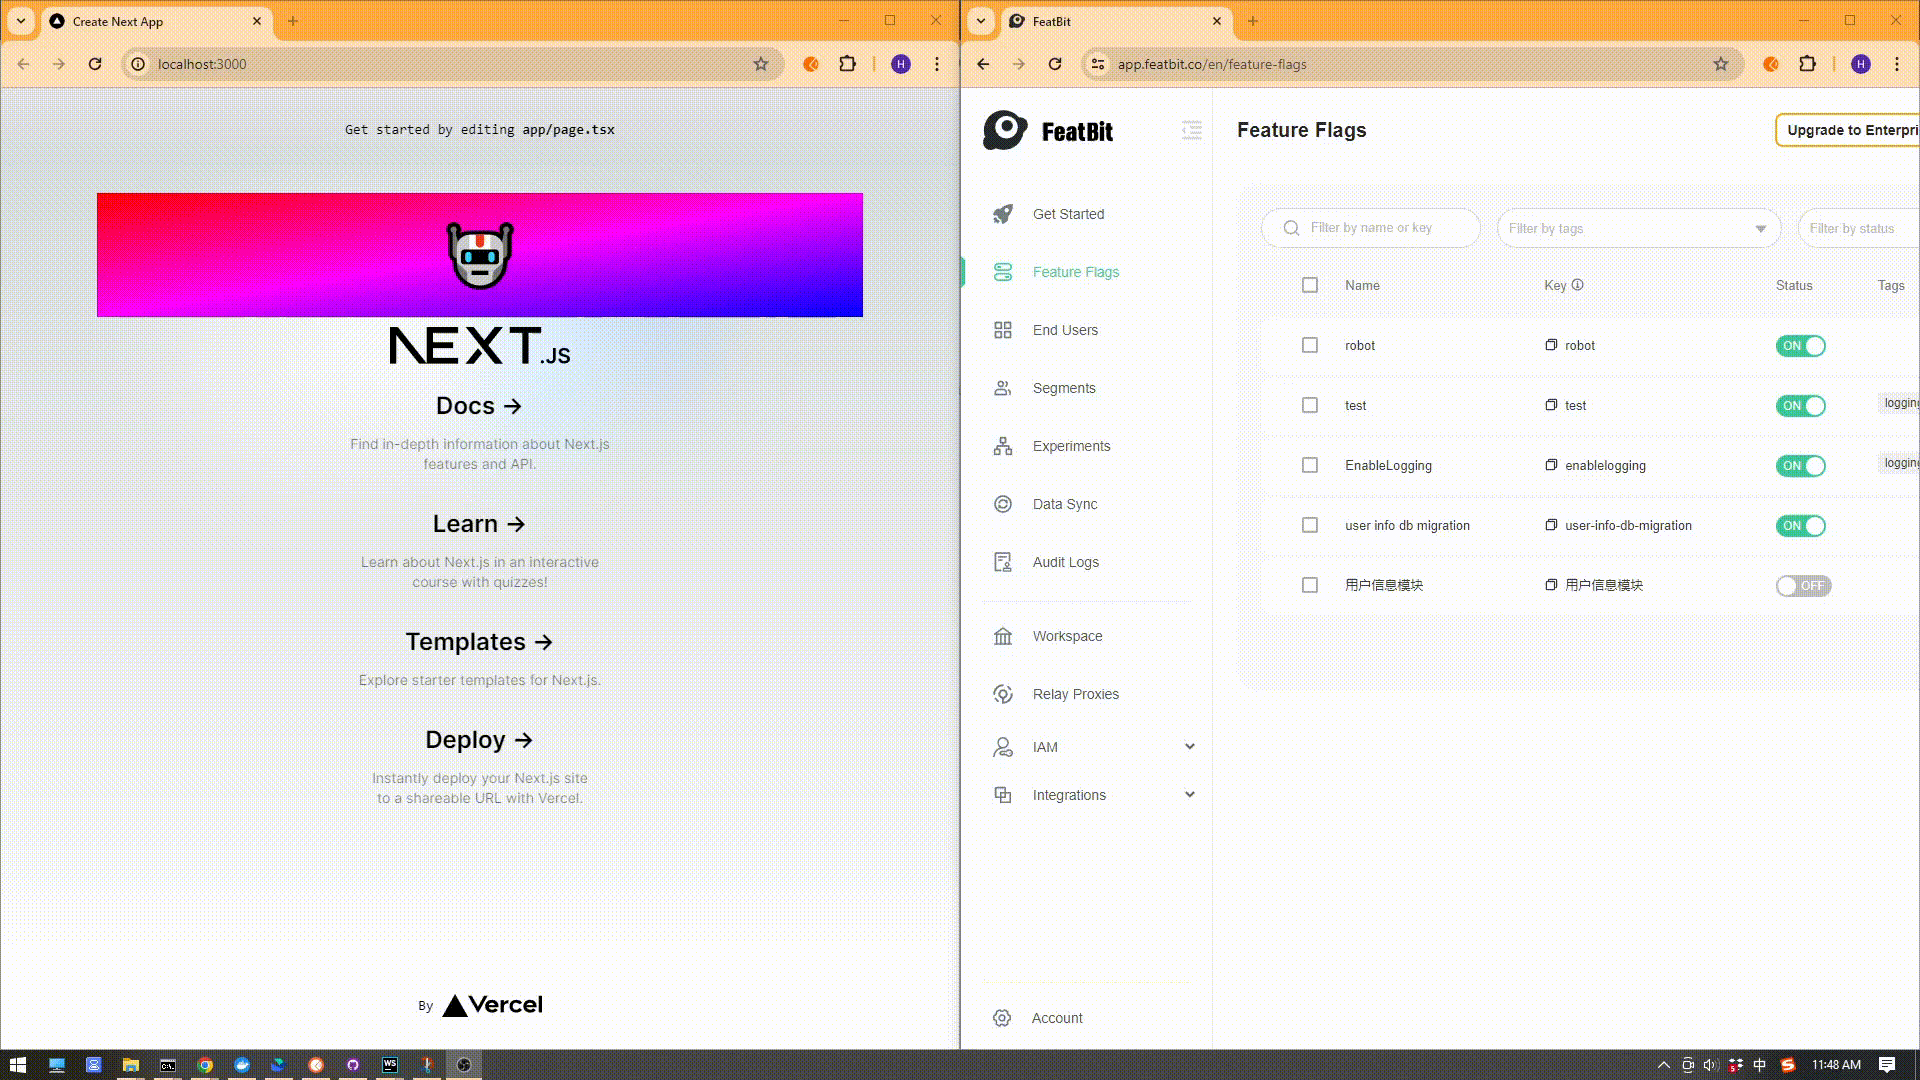 Create Next App
localhost:3000
H
Get started by editing app/page.tsx
NEXT.JS
Docs →
Find in-depth information about Next.js
features and API.
Learn →
Learn about Next.js in an interactive
course with quizzes!
Templates →
Explore starter templates for Next.js.
Deploy →
Instantly deploy your Next.js site
to a shareable URL with Vercel.
By ▲Vercel
FeatBit
app.featbit.co/en/feature-flags
H
FeatBit
Get Started
Feature Flags
End Users
Segments
Experiments
Data Sync
Audit Logs
Workspace
Relay Proxies
IAM
Integrations
Account
Feature Flags
Upgrade to Enterpri
Filter by name or key
Filter by tags
Filter by status
Name Key Status Tags
robot robot ON
test test ON logging
EnableLogging enablelogging ON logging
user info db migration user-info-db-migration ON
用户信息模块 用户信息模块 OFF
WS
中
11:48 AM